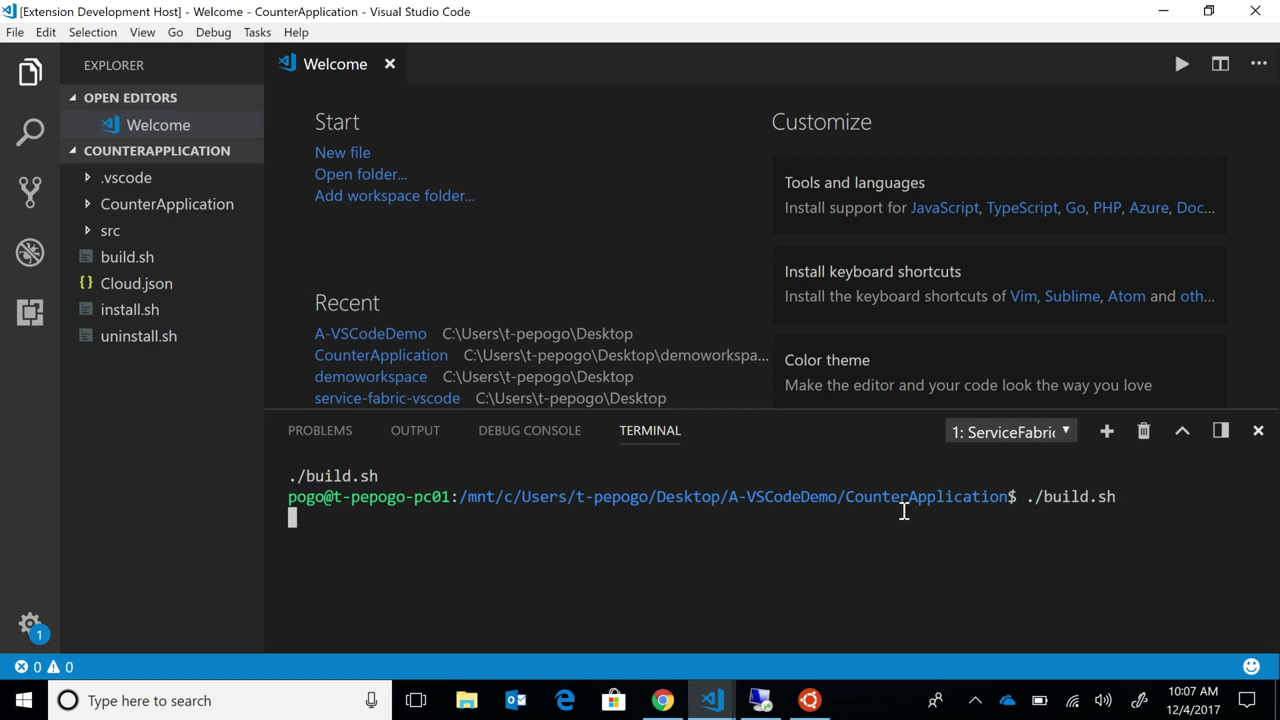 [Extension Development Host] - Welcome - CounterApplication - Visual Studio Code
File Edit Selection View Go Debug Tasks Help
EXPLORER
OPEN EDITORS
Welcome
COUNTERAPPLICATION
.vscode
CounterApplication
src
build.sh
Cloud.json
install.sh
uninstall.sh
1
Welcome
Start
New file
Open folder...
Add workspace folder...
Recent
A-VSCodeDemo C:\Users\t-pepogo\Desktop
CounterApplication C:\Users\t-pepogo\Desktop\demoworkspa...
demoworkspace C:\Users\t-pepogo\Desktop
service-fabric-vscode C:\Users\t-pepogo\Desktop
Customize
Tools and languages
Install support for JavaScript, TypeScript, Go, PHP, Azure, Doc...
Install keyboard shortcuts
Install the keyboard shortcuts of Vim, Sublime, Atom and oth...
Color theme
Make the editor and your code look the way you love
PROBLEMS OUTPUT DEBUG CONSOLE TERMINAL 1: ServiceFabric
./build.sh
pogo@t-pepogo-pc01:/mnt/c/Users/t-pepogo/Desktop/A-VSCodeDemo/CounterApplication$ ./build.sh
0 0
Type here to search
10:07 AM
12/4/2017